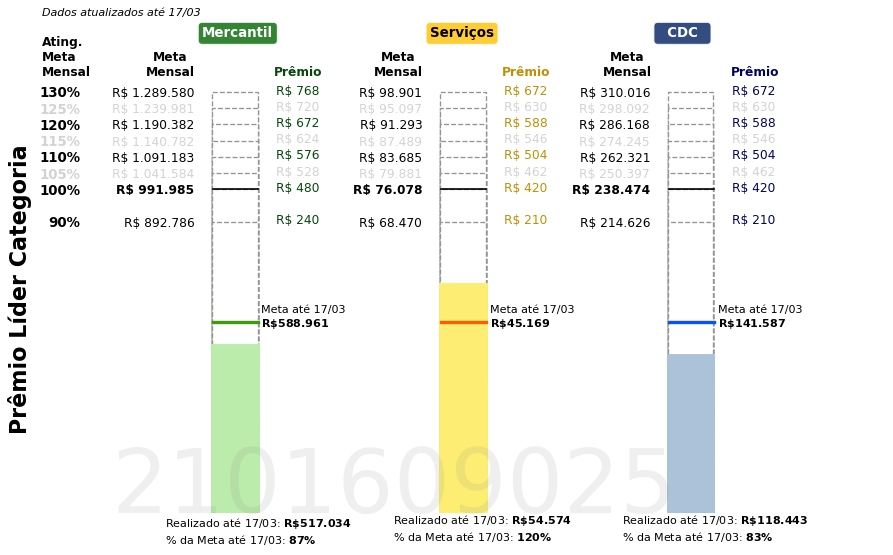 Dados atualizados até 17/03
Mercantil Serviços CDC
Ating. Meta Mensal
Meta Mensal Prêmio Meta Mensal Prêmio Meta Mensal Prêmio
130% R$ 1.289.580 R$ 768 R$ 98.901 R$ 672 R$ 310.016 R$ 672
125% R$ 1.239.981 R$ 720 R$ 95.097 R$ 630 R$ 298.092 R$ 630
120% R$ 1.190.382 R$ 672 R$ 91.293 R$ 588 R$ 286.168 R$ 588
115% R$ 1.140.782 R$ 624 R$ 87.489 R$ 546 R$ 274.245 R$ 546
110% R$ 1.091.183 R$ 576 R$ 83.685 R$ 504 R$ 262.321 R$ 504
105% R$ 1.041.584 R$ 528 R$ 79.881 R$ 462 R$ 250.397 R$ 462
100% R$ 991.985 R$ 480 R$ 76.078 R$ 420 R$ 238.474 R$ 420
90% R$ 892.786 R$ 240 R$ 68.470 R$ 210 R$ 214.626 R$ 210
Prêmio Líder Categoria
Meta até 17/03 Meta até 17/03 Meta até 17/03
R$588.961 R$45.169 R$141.587
2101609025
Realizado até 17/03: R$517.034 Realizado até 17/03: R$54.574 Realizado até 17/03: R$118.443
% da Meta até 17/03: 87% % da Meta até 17/03: 120% % da Meta até 17/03: 83%